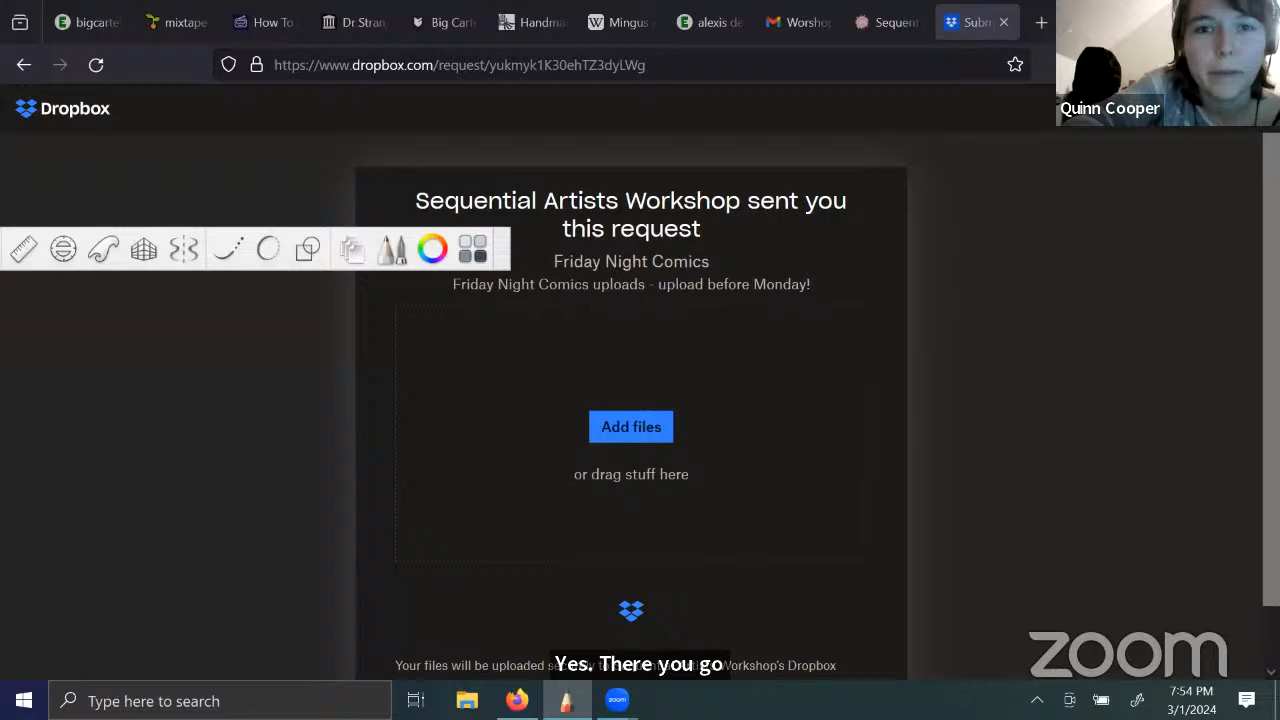 bigcartel
mixtape
How To
Dr Stran
Big Cart
Handma
Mingus
alexis de
Worshop
Sequent
Subm
https://www.dropbox.com/request/yukmyk1K30ehTZ3dyLWg
Dropbox
Quinn Cooper
Sequential Artists Workshop sent you
this request
Friday Night Comics
Friday Night Comics uploads - upload before Monday!
Add files
or drag stuff here
zoom
Yes. There you go
Your files will be uploaded Workshop's Dropbox
Type here to search
zoom
7:54 PM
3/1/2024